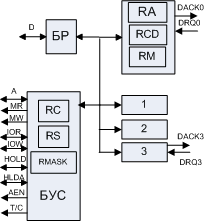 D
БР
RA
RCD
RM
DACK0
DRQ0
A
MR
MW
IOR
IOW
HOLD
HLDA
AEN
T/C
RC
RS
RMASK
БУС
1
2
3
DACK3
DRQ3